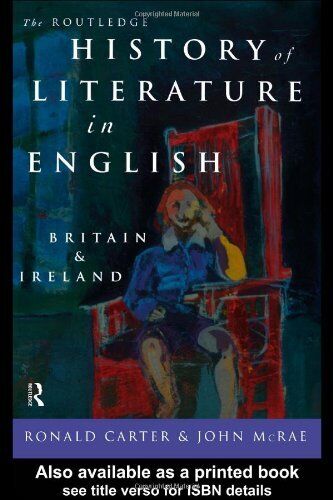 The ROUTLEDGE
HISTORY of
LITERATURE
in
ENGLISH
BRITAIN
&
IRELAND
R
ROUTLEDGE
RONALD CARTER & JOHN McRAE
Also available as a printed book
see title verso for ISBN details